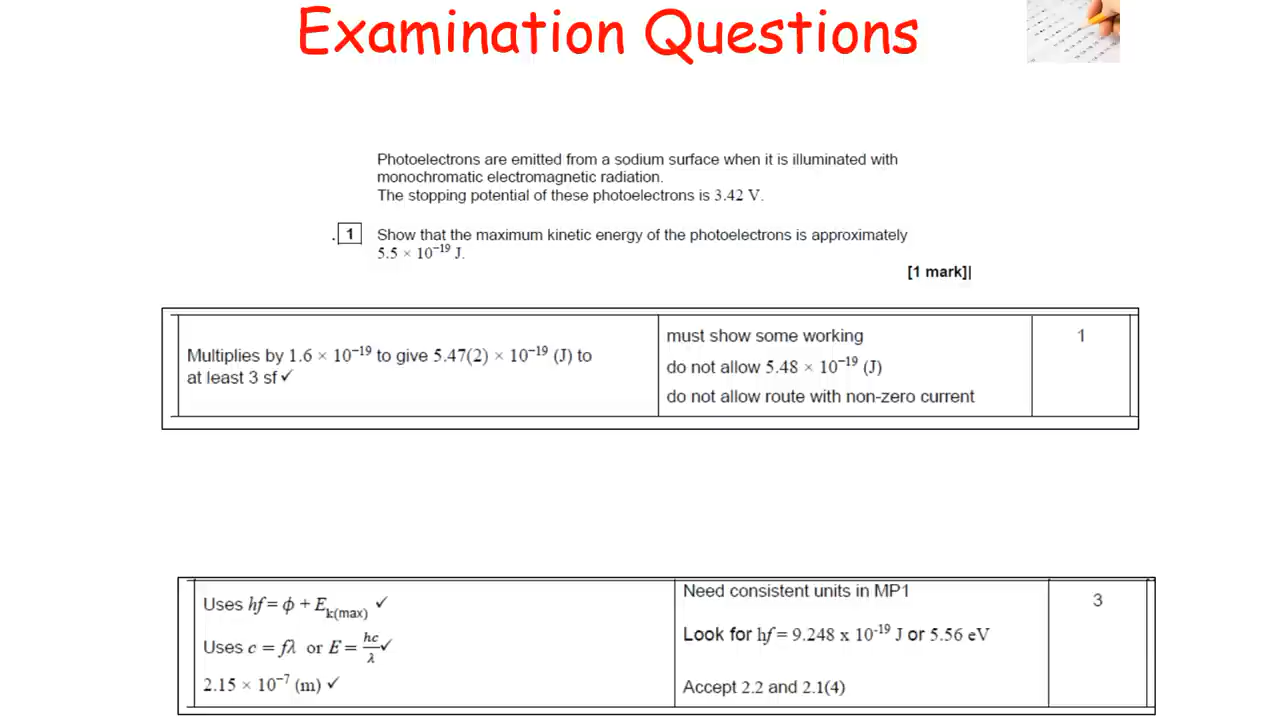 Examination Questions
Photoelectrons are emitted from a sodium surface when it is illuminated with
monochromatic electromagnetic radiation.
The stopping potential of these photoelectrons is 3.42 V.
. 1 Show that the maximum kinetic energy of the photoelectrons is approximately
5.5 × 10⁻¹⁹ J.
[1 mark]|
Multiplies by 1.6 × 10⁻¹⁹ to give 5.47(2) × 10⁻¹⁹ (J) to
at least 3 sf ✓
must show some working
do not allow 5.48 × 10⁻¹⁹ (J)
do not allow route with non-zero current
1
Uses hf = ϕ + Eₖ₍ₘₐₓ₎ ✓
Uses c = fλ or E = hc/λ ✓
2.15 × 10⁻⁷ (m) ✓
Need consistent units in MP1
Look for hf = 9.248 x 10⁻¹⁹ J or 5.56 eV
Accept 2.2 and 2.1(4)
3